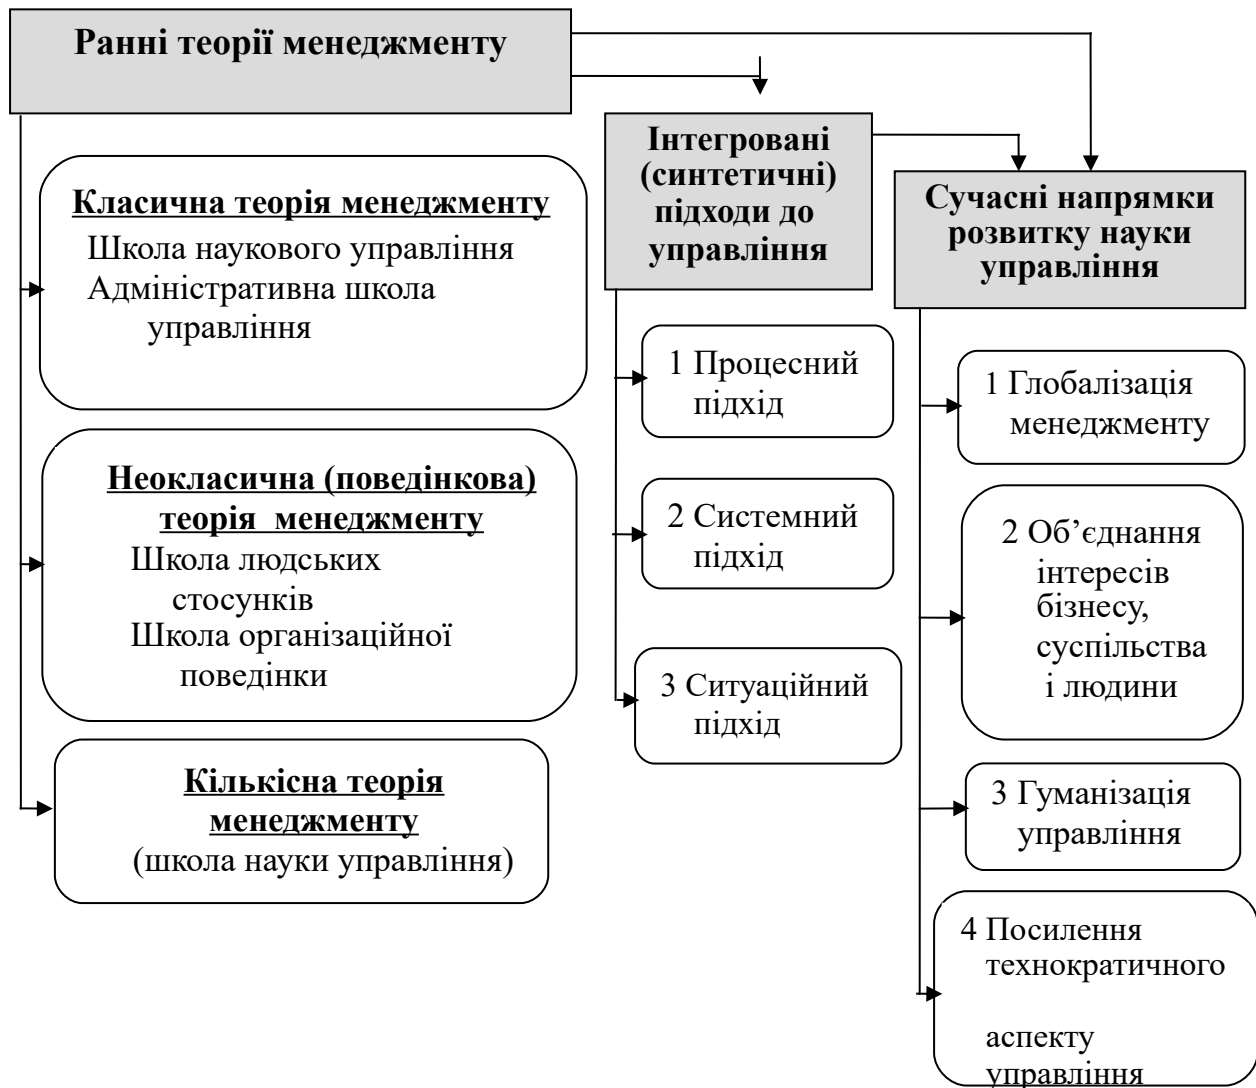 Ранні теорії менеджменту
Класична теорія менеджменту
Школа наукового управління
Адміністративна школа
управління
Неокласична (поведінкова)
теорія менеджменту
Школа людських
стосунків
Школа організаційної
поведінки
Кількісна теорія
менеджменту
(школа науки управління)
Інтегровані
(синтетичні)
підходи до
управління
1 Процесний
підхід
2 Системний
підхід
3 Ситуаційний
підхід
Сучасні напрямки
розвитку науки
управління
1 Глобалізація
менеджменту
2 Об’єднання
інтересів
бізнесу,
суспільства
і людини
3 Гуманізація
управління
4 Посилення
технократичного
аспекту
управління